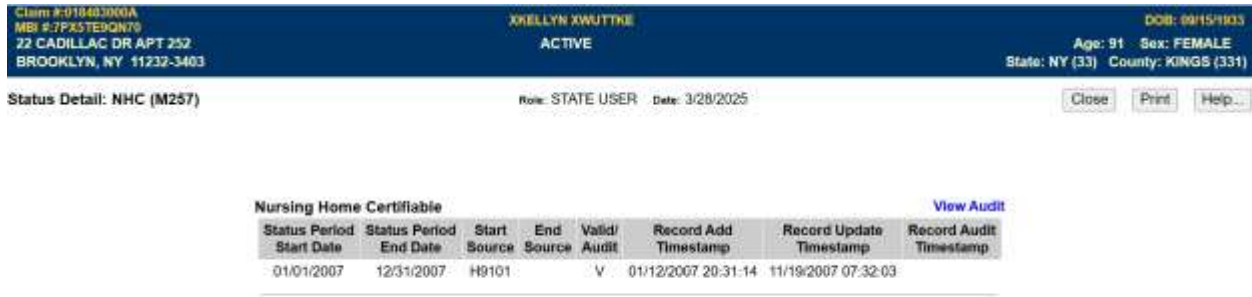 Claim #:018483000A
MBI #:7PX5TE9QN70
XKELLYN XWUTTKE
DOB: 09/15/1933
22 CADILLAC DR APT 252
ACTIVE
Age: 91 Sex: FEMALE
BROOKLYN, NY 11232-3403
State: NY (33) County: KINGS (331)
Status Detail: NHC (M257)
Role: STATE USER Date: 3/28/2025
Close Print Help...
Nursing Home Certifiable
View Audit
Status Period Start Date
Status Period End Date
Start Source
End Source
Valid/ Audit
Record Add Timestamp
Record Update Timestamp
Record Audit Timestamp
01/01/2007 12/31/2007 H9101 V 01/12/2007 20:31:14 11/19/2007 07:32:03